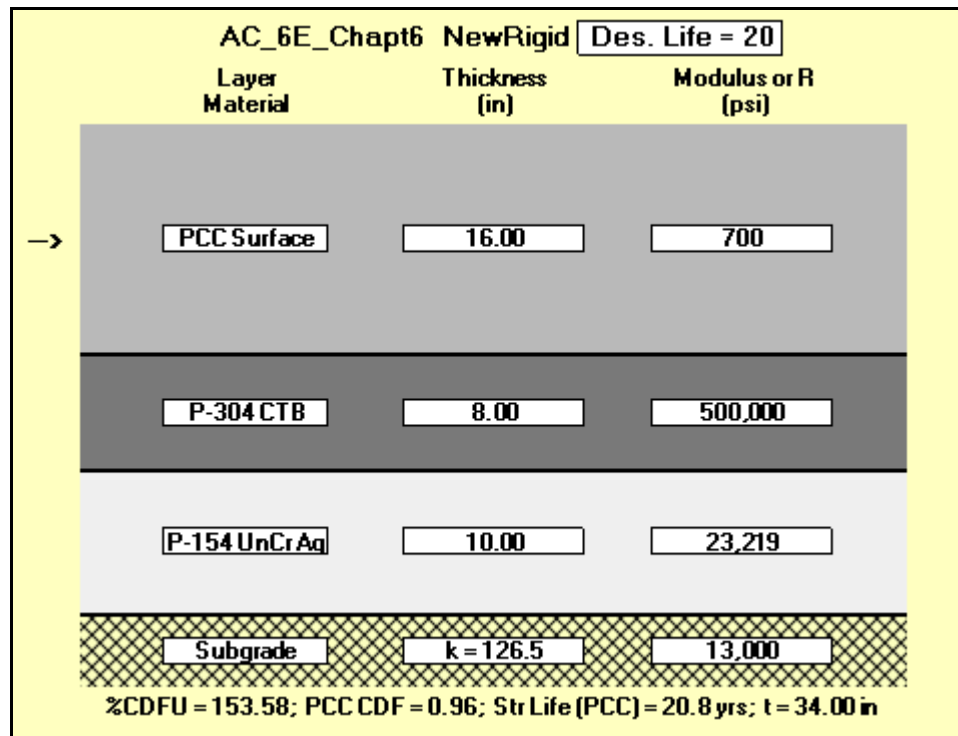 AC_6E_Chapt6 NewRigid Des. Life = 20
Layer Material Thickness (in) Modulus or R (psi)
--> PCC Surface 16.00 700
P-304 CTB 8.00 500,000
P-154 UnCrAg 10.00 23,219
Subgrade k = 126.5 13,000
%CDFU = 153.58; PCC CDF = 0.96; Str Life (PCC) = 20.8 yrs; t = 34.00 in